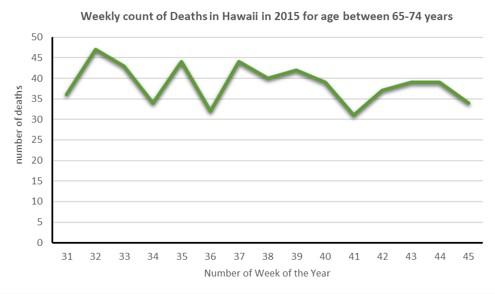 Weekly count of Deaths in Hawaii in 2015 for age between 65-74 years
50
45
40
35
30
25
20
15
10
5
0
number of deaths
31 32 33 34 35 36 37 38 39 40 41 42 43 44 45
Number of Week of the Year